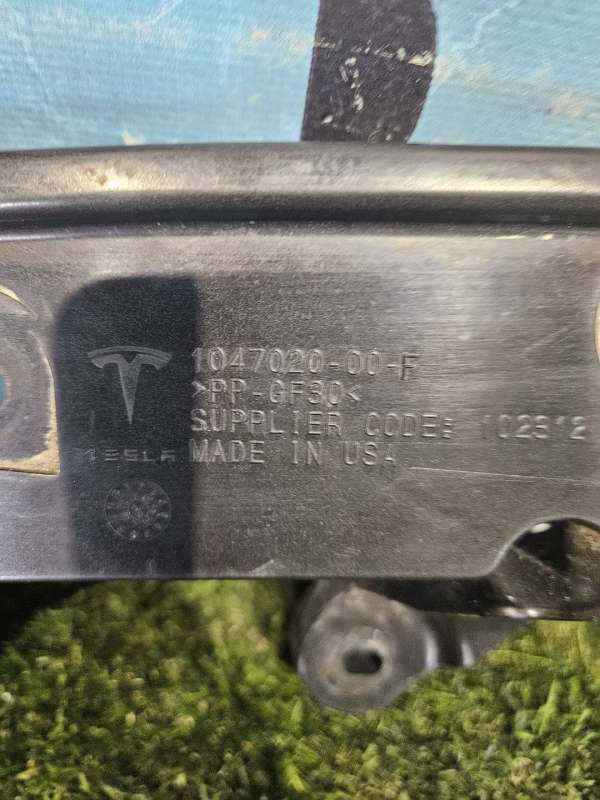 1047020-00-F
>PP-GF30<
SUPPLIER CODE: 102312
TESLA MADE IN USA